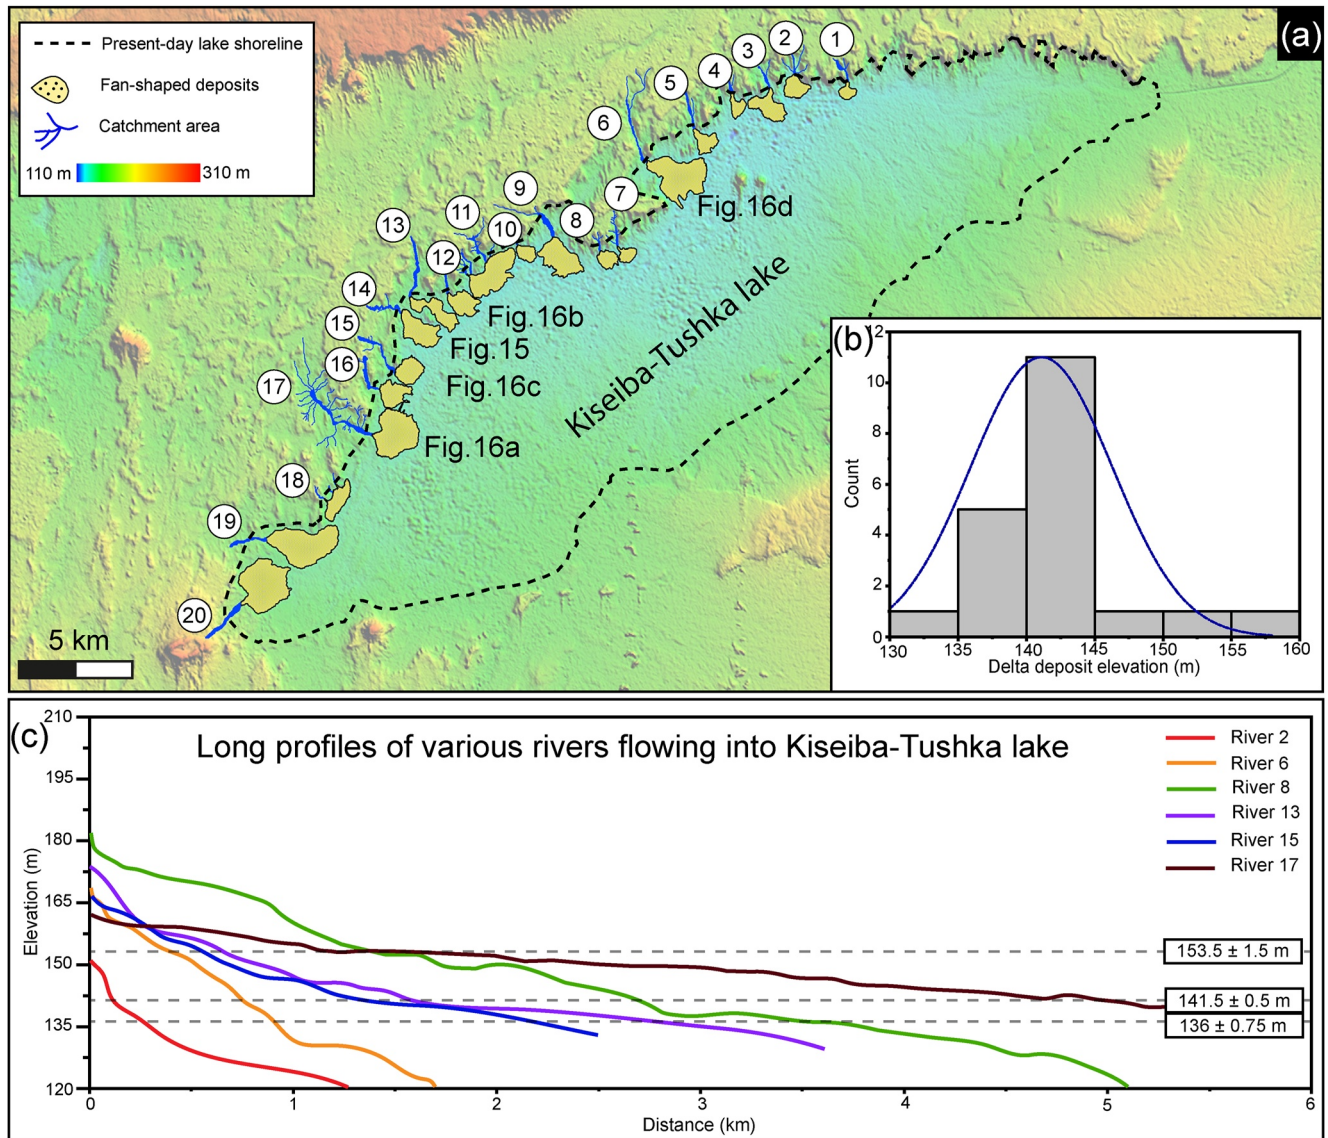 (a)
Present-day lake shoreline
Fan-shaped deposits
Catchment area
110 m 310 m
1
2
3
4
5
6
7
8
9
10
11
12
13
14
15
16
17
18
19
20
Fig.16d
Fig.16b
Fig.15
Fig.16c
Fig.16a
Kiseiba-Tushka lake
5 km
(b)
Count
12
10
8
6
4
2
0
130 135 140 145 150 155 160
Delta deposit elevation (m)
(c)
Long profiles of various rivers flowing into Kiseiba-Tushka lake
River 2
River 6
River 8
River 13
River 15
River 17
Elevation (m)
210
195
180
165
150
135
120
153.5 ± 1.5 m
141.5 ± 0.5 m
136 ± 0.75 m
0 1 2 3 4 5 6
Distance (km)